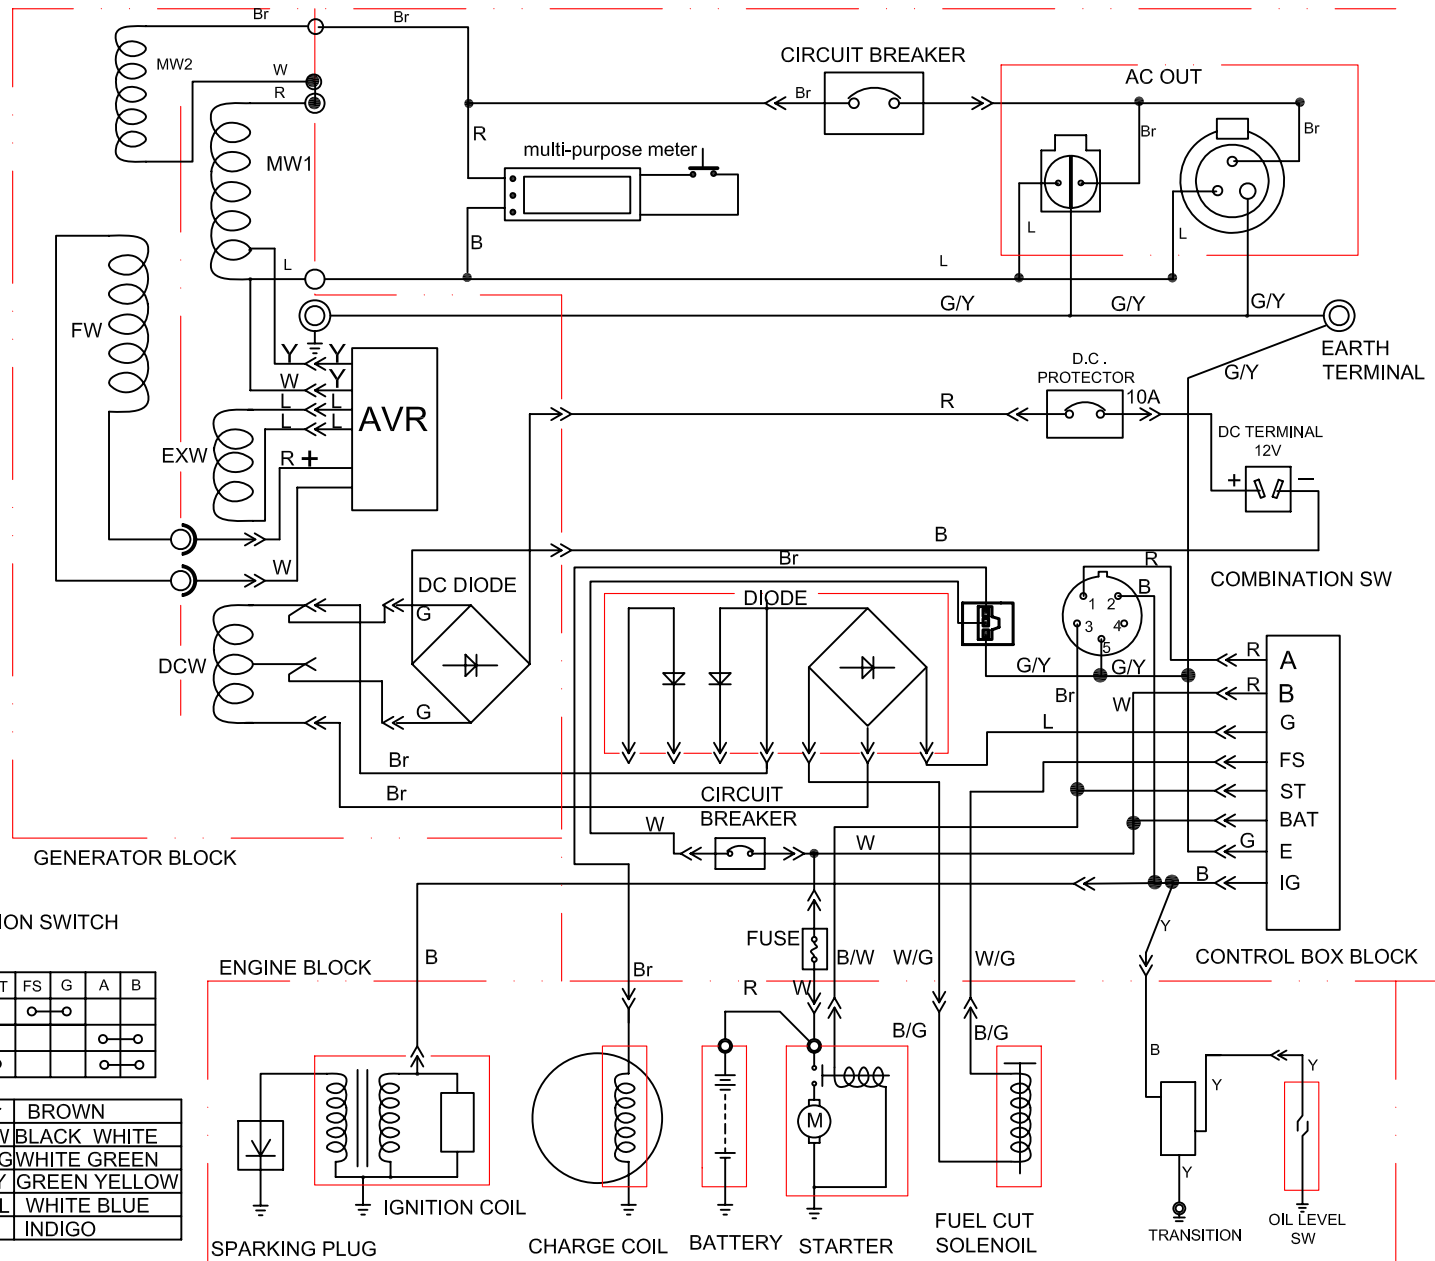 Br
Br
MW2
W
R
MW1
CIRCUIT BREAKER
Br
AC OUT
Br
Br
R
multi-purpose meter
B
L
L
L
L
G/Y
G/Y
G/Y
EARTH
TERMINAL
G/Y
FW
Y
Y
W
Y
L
L
L
L
AVR
EXW
R +
W
D.C .
PROTECTOR
10A
R
DC TERMINAL
12V
+
−
B
Br
R
B
COMBINATION SW
DC DIODE
G
G
DCW
DIODE
1
2
3
4
5
G/Y
G/Y
Br
W
R
A
R
B
G
FS
ST
BAT
G
E
B
IG
L
Br
Br
CIRCUIT
BREAKER
W
W
GENERATOR BLOCK
CONTROL BOX BLOCK
ION SWITCH
T
FS
G
A
B
BROWN
W
BLACK WHITE
G
WHITE GREEN
Y
GREEN YELLOW
L
WHITE BLUE
INDIGO
ENGINE BLOCK
B
Br
FUSE
R
W
B/W
W/G
W/G
B/G
B/G
Y
B
Y
Y
Y
M
SPARKING PLUG
IGNITION COIL
CHARGE COIL
BATTERY
STARTER
FUEL CUT
SOLENOIL
TRANSITION
OIL LEVEL
SW